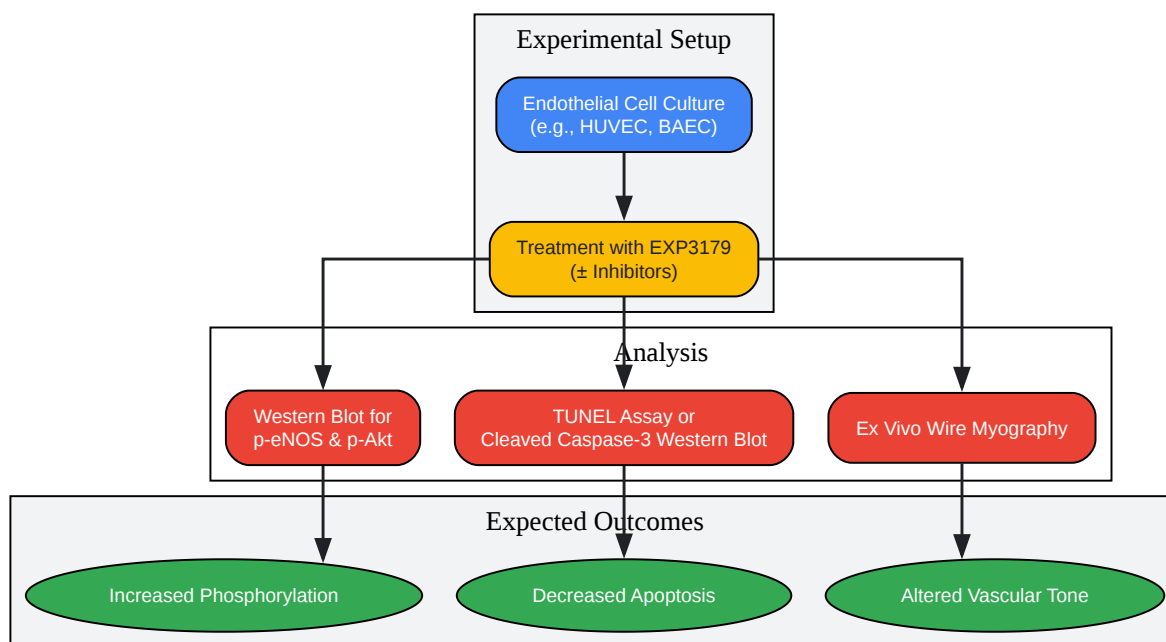 Experimental Setup
Endothelial Cell Culture
(e.g., HUVEC, BAEC)
Treatment with EXP3179
(± Inhibitors)
Analysis
Western Blot for
p-eNOS & p-Akt
TUNEL Assay or
Cleaved Caspase-3 Western Blot
Ex Vivo Wire Myography
Expected Outcomes
Increased Phosphorylation
Decreased Apoptosis
Altered Vascular Tone